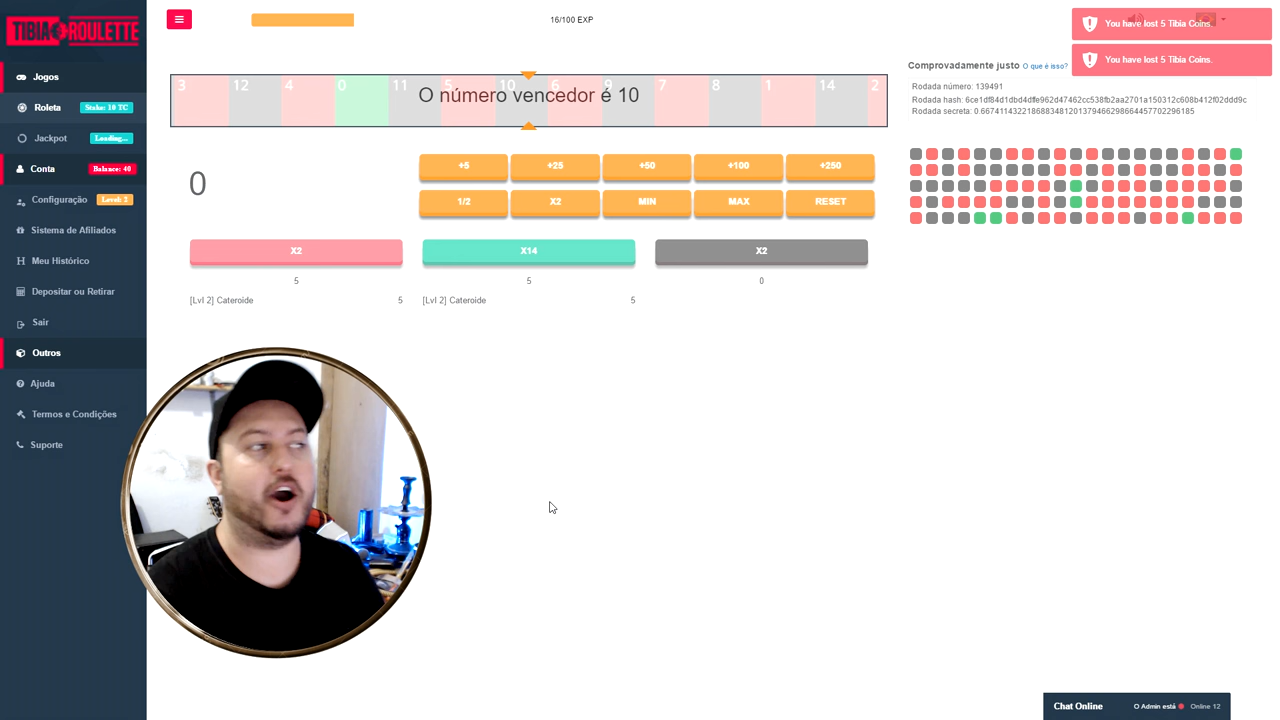 TIBIA ROULETTE
16/100 EXP
You have lost 5 Tibia Coins.
You have lost 5 Tibia Coins.
Jogos
Roleta Stake: 10 TC
Jackpot Loading...
Conta Balance: 40
Configuração Level: 2
Sistema de Afiliados
Meu Histórico
Depositar ou Retirar
Sair
Outros
Ajuda
Termos e Condições
Suporte
3 12 4 0 11 5 10 6 9 7 8 1 14 2
O número vencedor é 10
0
+5 +25 +50 +100 +250
1/2 X2 MIN MAX RESET
X2 X14 X2
5 5 0
[Lvl 2] Cateroide 5 [Lvl 2] Cateroide 5
Comprovadamente justo O que é isso?
Rodada número: 139491
Rodada hash: 6ce1df84d1dbd4dffe962d47462cc538fb2aa2701a150312c608b412f02ddd9c
Rodada secreta: 0.66741143221868834812013794662986644577022961​85
Chat Online O Admin está Online 12